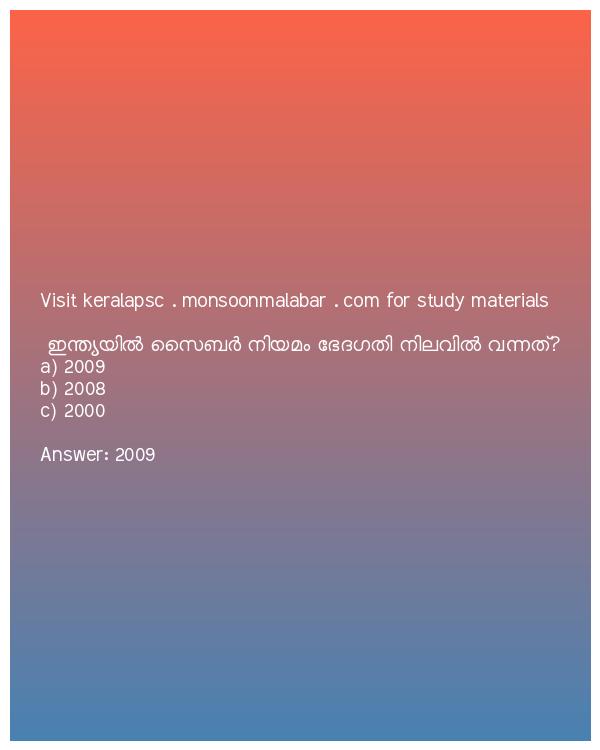 Visit keralapsc . monsoonmalabar . com for study materials
ഇന്ത്യയിൽ സൈബർ നിയമം ഭേദഗതി നിലവിൽ വന്നത്?
a) 2009
b) 2008
c) 2000
Answer: 2009